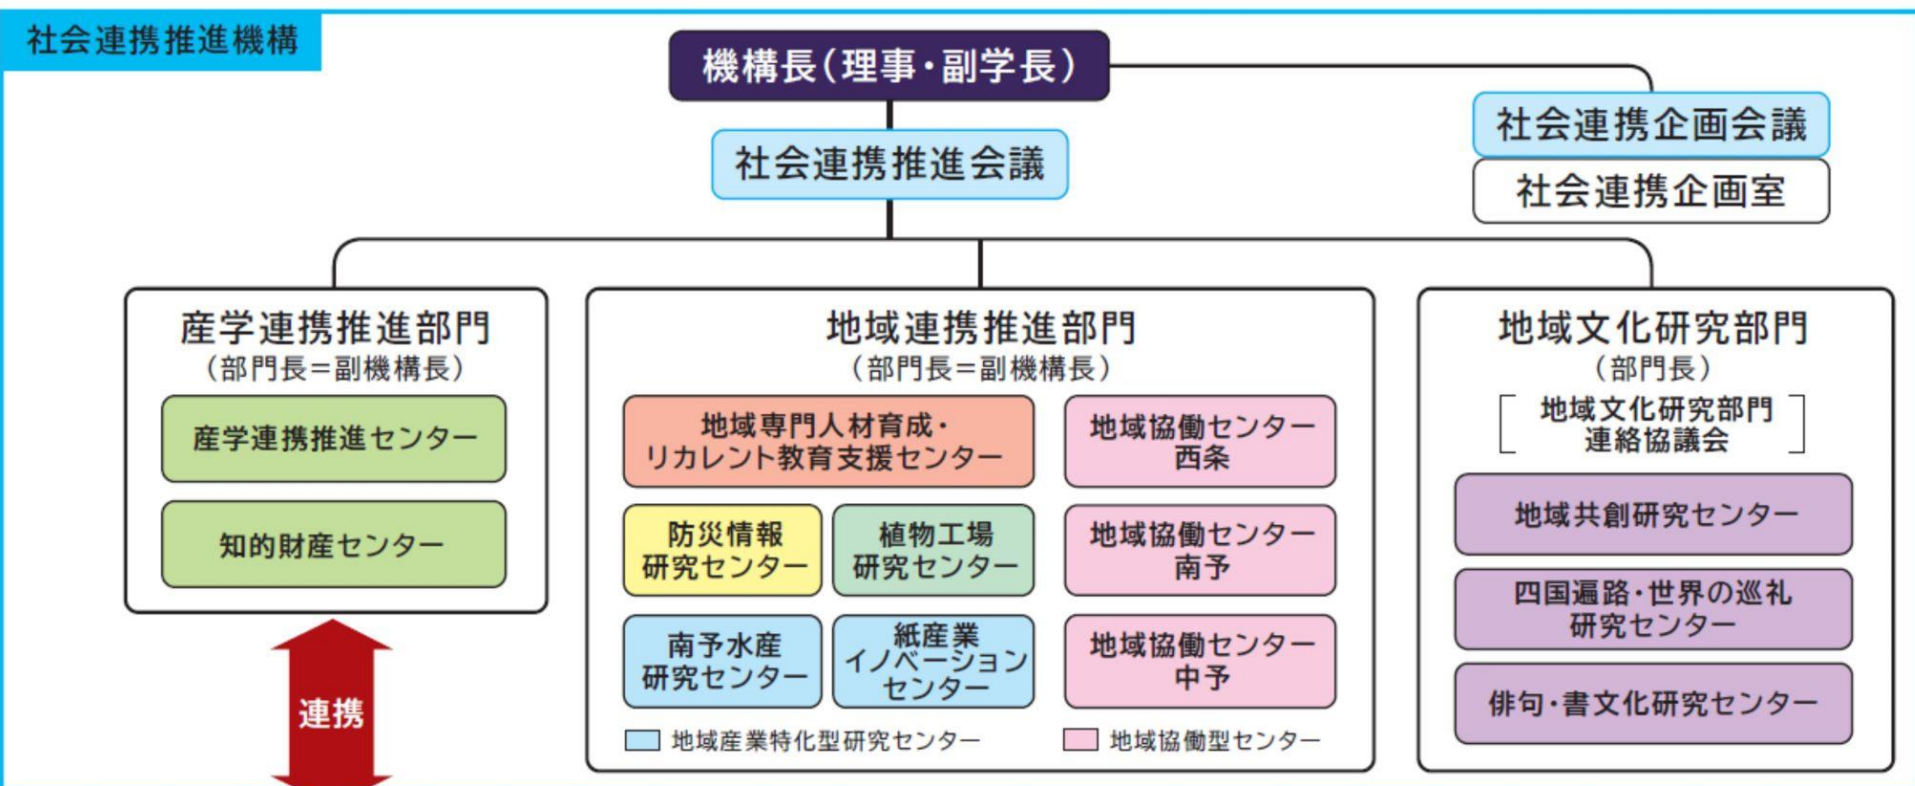 社会連携推進機構
機構長(理事・副学長)
社会連携推進会議
社会連携企画会議
社会連携企画室
産学連携推進部門
(部門長=副機構長)
産学連携推進センター
知的財産センター
連携
地域連携推進部門
(部門長=副機構長)
地域専門人材育成・
リカレント教育支援センター
地域協働センター
西条
防災情報
研究センター
植物工場
研究センター
地域協働センター
南予
南予水産
研究センター
紙産業
イノベーション
センター
地域協働センター
中予
地域産業特化型研究センター
地域協働型センター
地域文化研究部門
(部門長)
地域文化研究部門
連絡協議会
地域共創研究センター
四国遍路・世界の巡礼
研究センター
俳句・書文化研究センター